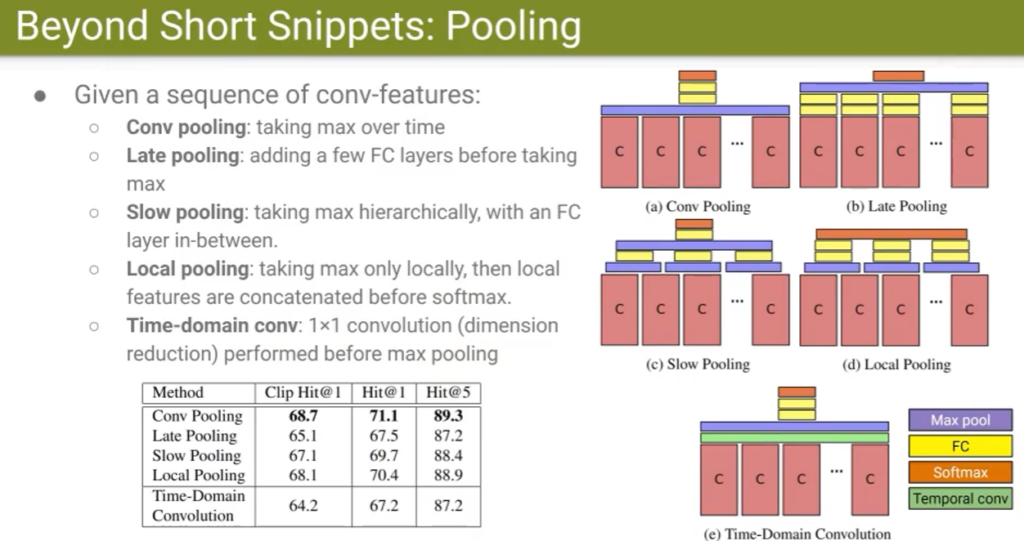 Beyond Short Snippets: Pooling
● Given a sequence of conv-features:
○ Conv pooling: taking max over time
○ Late pooling: adding a few FC layers before taking
max
○ Slow pooling: taking max hierarchically, with an FC
layer in-between.
○ Local pooling: taking max only locally, then local
features are concatenated before softmax.
○ Time-domain conv: 1×1 convolution (dimension
reduction) performed before max pooling
Method Clip Hit@1 Hit@1 Hit@5
Conv Pooling 68.7 71.1 89.3
Late Pooling 65.1 67.5 87.2
Slow Pooling 67.1 69.7 88.4
Local Pooling 68.1 70.4 88.9
Time-Domain
Convolution 64.2 67.2 87.2
C C C ... C
(a) Conv Pooling
C C C ... C
(b) Late Pooling
C C C ... C
(c) Slow Pooling
C C C ... C
(d) Local Pooling
C C C ... C
(e) Time-Domain Convolution
Max pool
FC
Softmax
Temporal conv